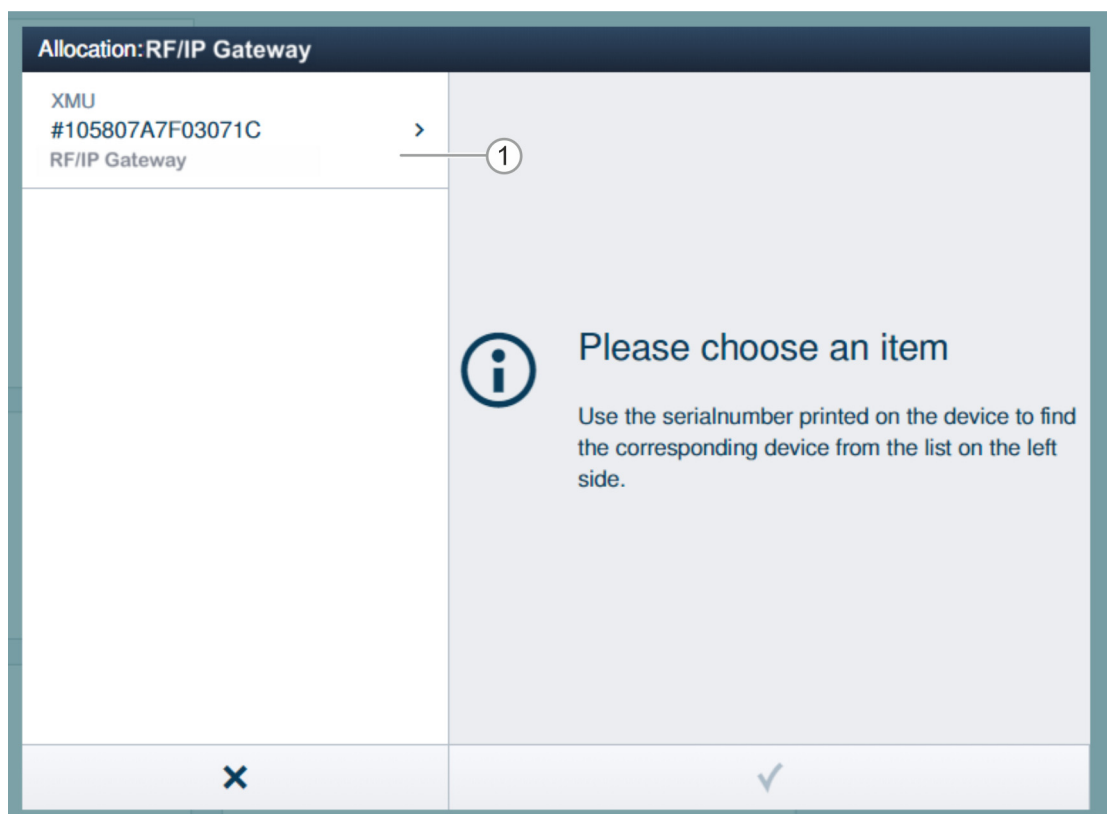 Allocation: RF/IP Gateway
XMU
#105807A7F03071C
RF/IP Gateway
1
Please choose an item
Use the serialnumber printed on the device to find
the corresponding device from the list on the left
side.